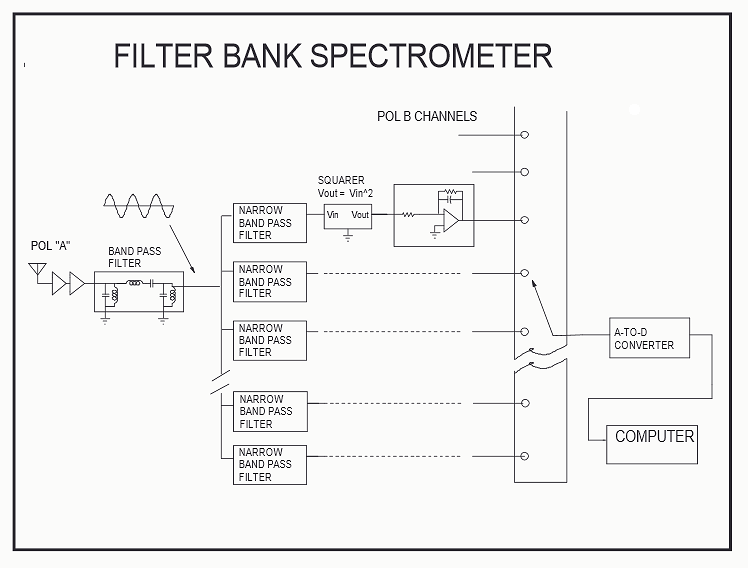 FILTER BANK SPECTROMETER
POL B CHANNELS
SQUARER
Vout = Vin^2
Vin Vout
POL "A"
BAND PASS
FILTER
NARROW
BAND PASS
FILTER
NARROW
BAND PASS
FILTER
NARROW
BAND PASS
FILTER
NARROW
BAND PASS
FILTER
NARROW
BAND PASS
FILTER
A-TO-D
CONVERTER
COMPUTER